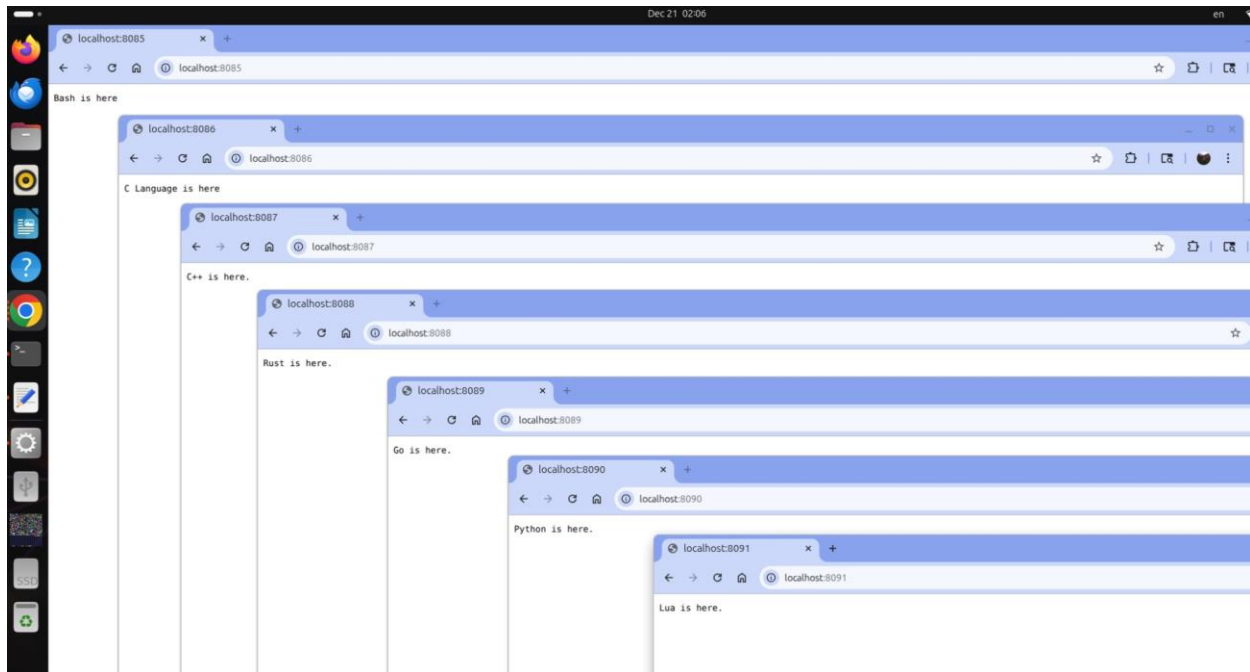 Dec 21 02:06
en
localhost:8085
localhost:8085
Bash is here
localhost:8086
localhost:8086
C Language is here
localhost:8087
localhost:8087
C++ is here.
localhost:8088
localhost:8088
Rust is here.
localhost:8089
localhost:8089
Go is here.
localhost:8090
localhost:8090
Python is here.
localhost:8091
localhost:8091
Lua is here.
SSD